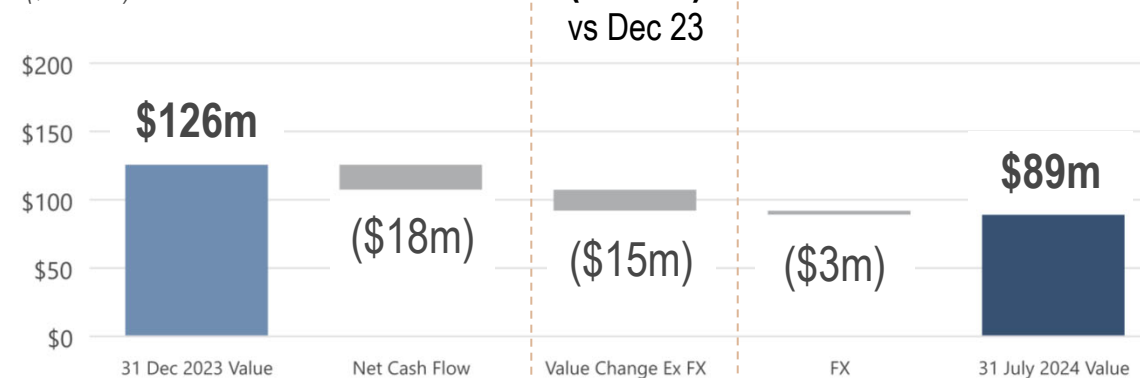 vs Dec 23
$200
$150
$100
$50
$0
$126m
($18m)
($15m)
($3m)
$89m
31 Dec 2023 Value
Net Cash Flow
Value Change Ex FX
FX
31 July 2024 Value